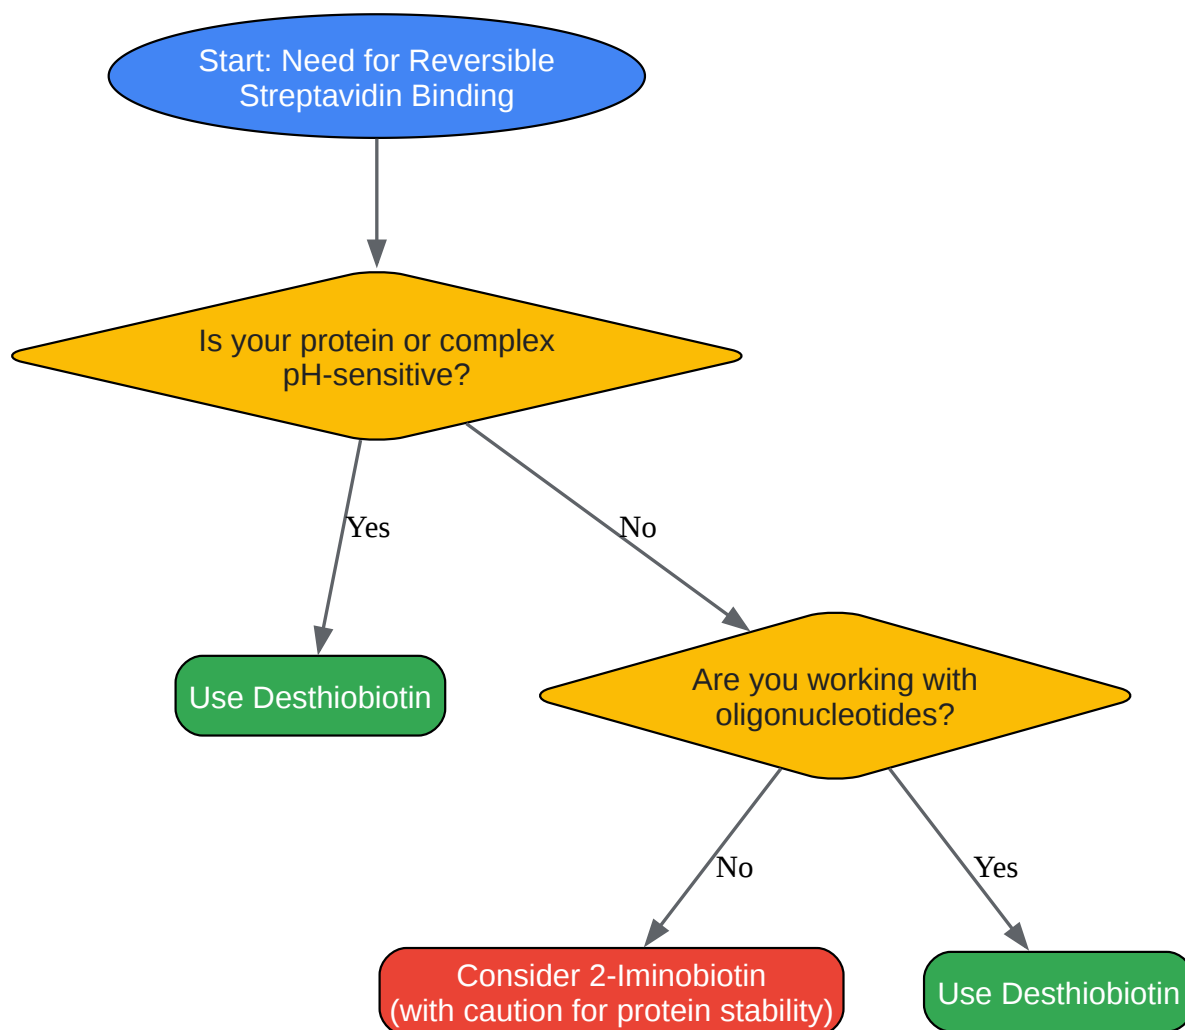 Start: Need for Reversible
Streptavidin Binding
Is your protein or complex
pH-sensitive?
Yes
No
Use Desthiobiotin
Are you working with
oligonucleotides?
No
Yes
Consider 2-Iminobiotin
(with caution for protein stability)
Use Desthiobiotin